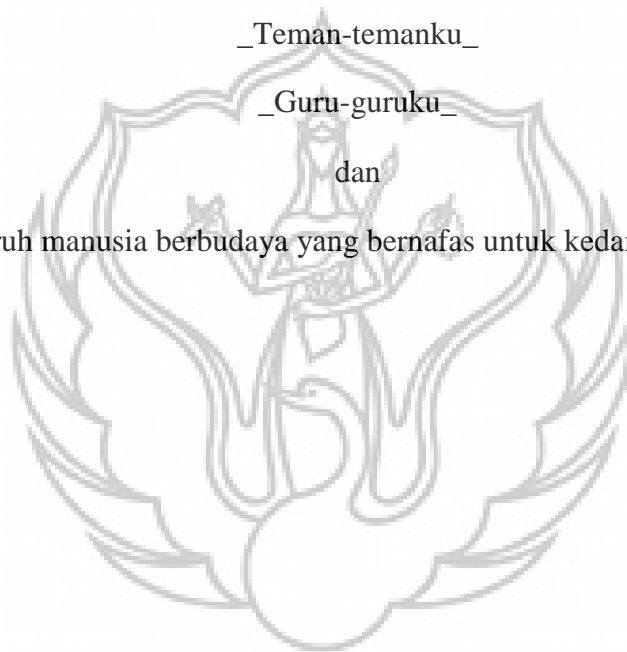 _Teman-temanku_
_Guru-guruku_
dan
manusia berbudaya yang bernafas untuk